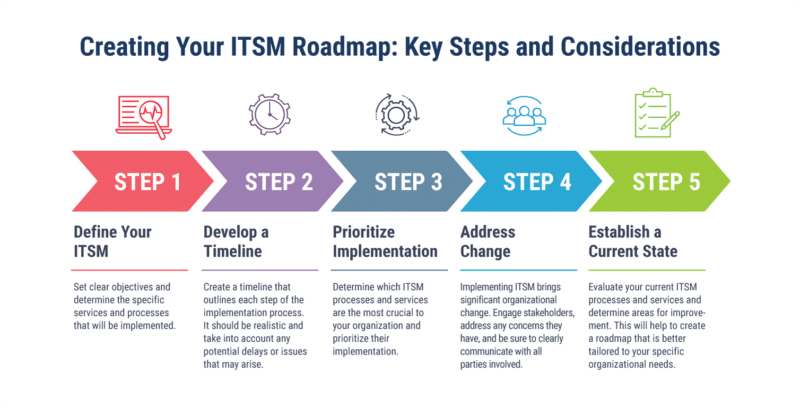 Creating Your ITSM Roadmap: Key Steps and Considerations
STEP 1
STEP 2
STEP 3
STEP 4
STEP 5
Define Your
ITSM
Set clear objectives and
determine the specific
services and processes
that will be implemented.
Develop a
Timeline
Create a timeline that
outlines each step of the
implementation process.
It should be realistic and
take into account any
potential delays or issues
that may arise.
Prioritize
Implementation
Determine which ITSM
processes and services
are the most crucial to
your organization and
prioritize their
implementation.
Address
Change
Implementing ITSM brings
significant organizational
change. Engage stakeholders,
address any concerns they
have, and be sure to clearly
communicate with all
parties involved.
Establish a
Current State
Evaluate your current ITSM
processes and services and
determine areas for improve-
ment. This will help to create
a roadmap that is better
tailored to your specific
organizational needs.